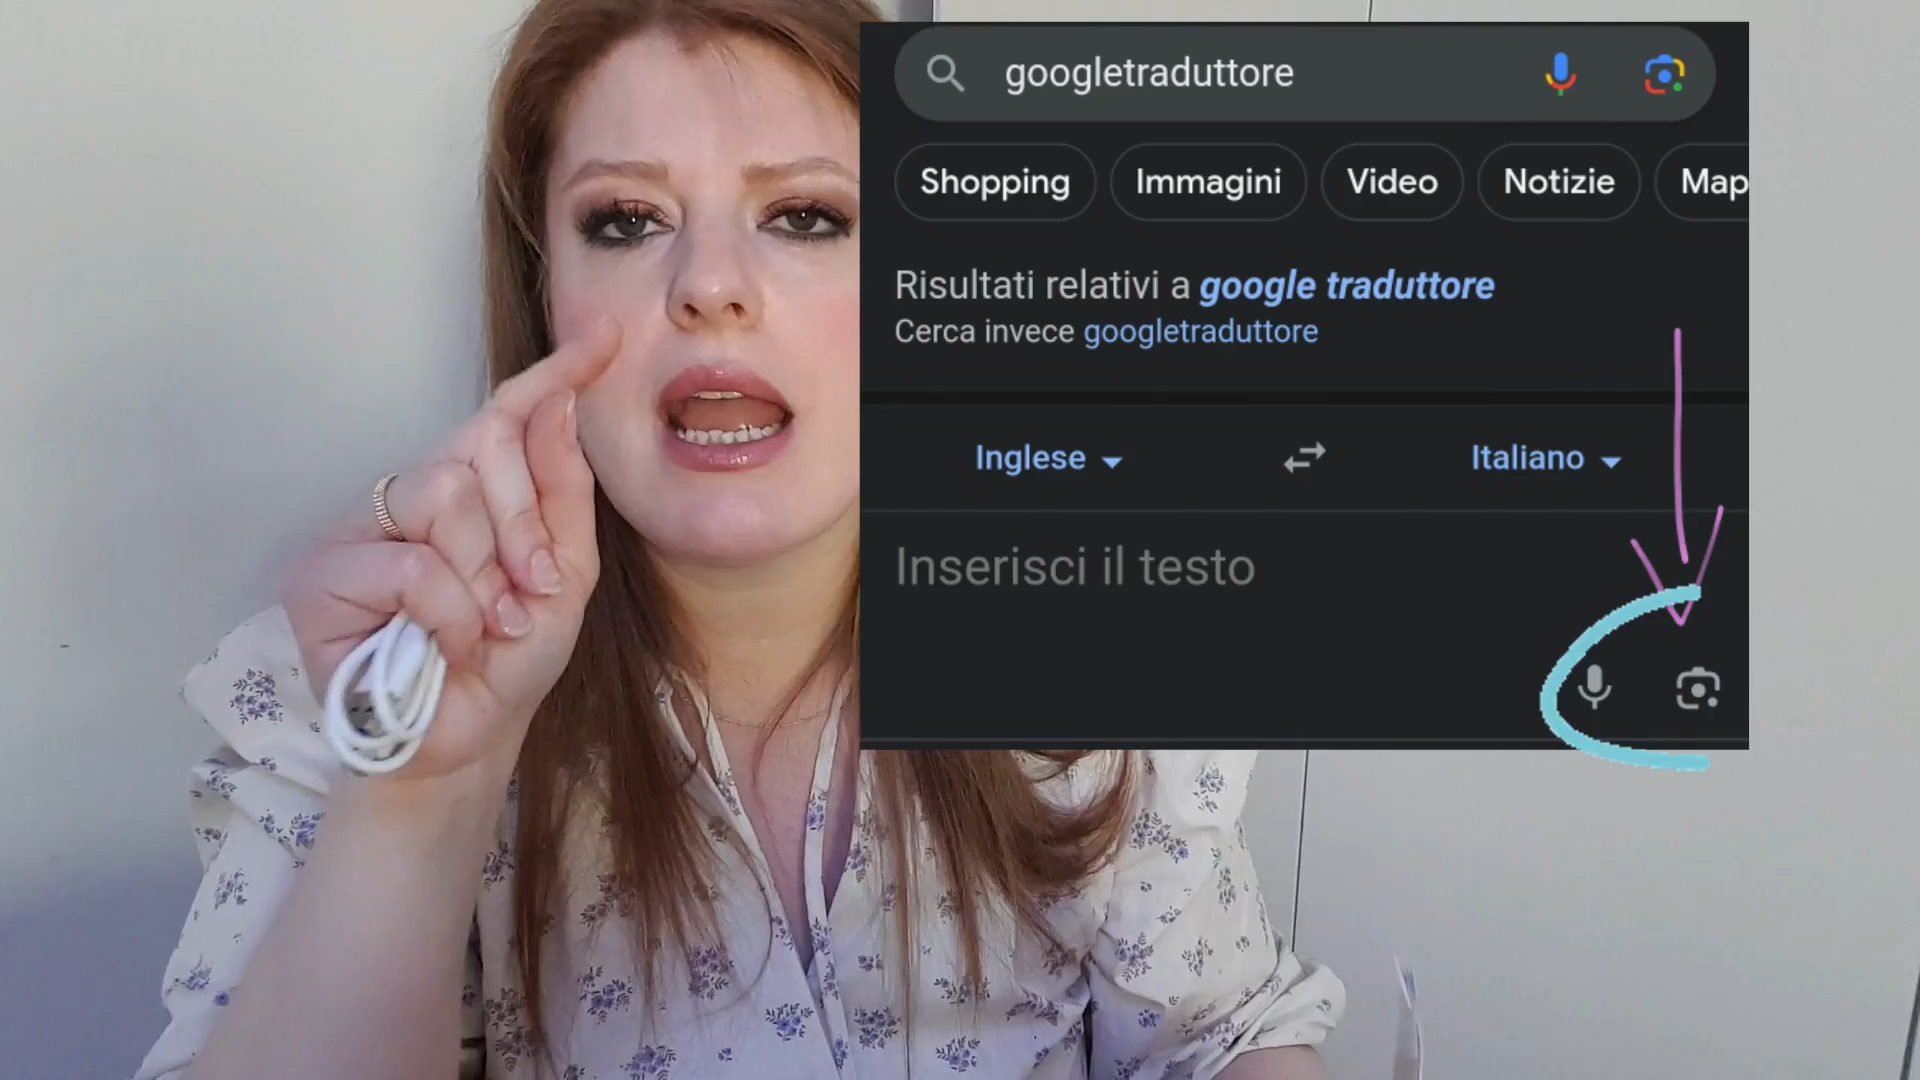 googletraduttore
Shopping Immagini Video Notizie Map
Risultati relativi a google traduttore
Cerca invece googletraduttore
Inglese Italiano
Inserisci il testo